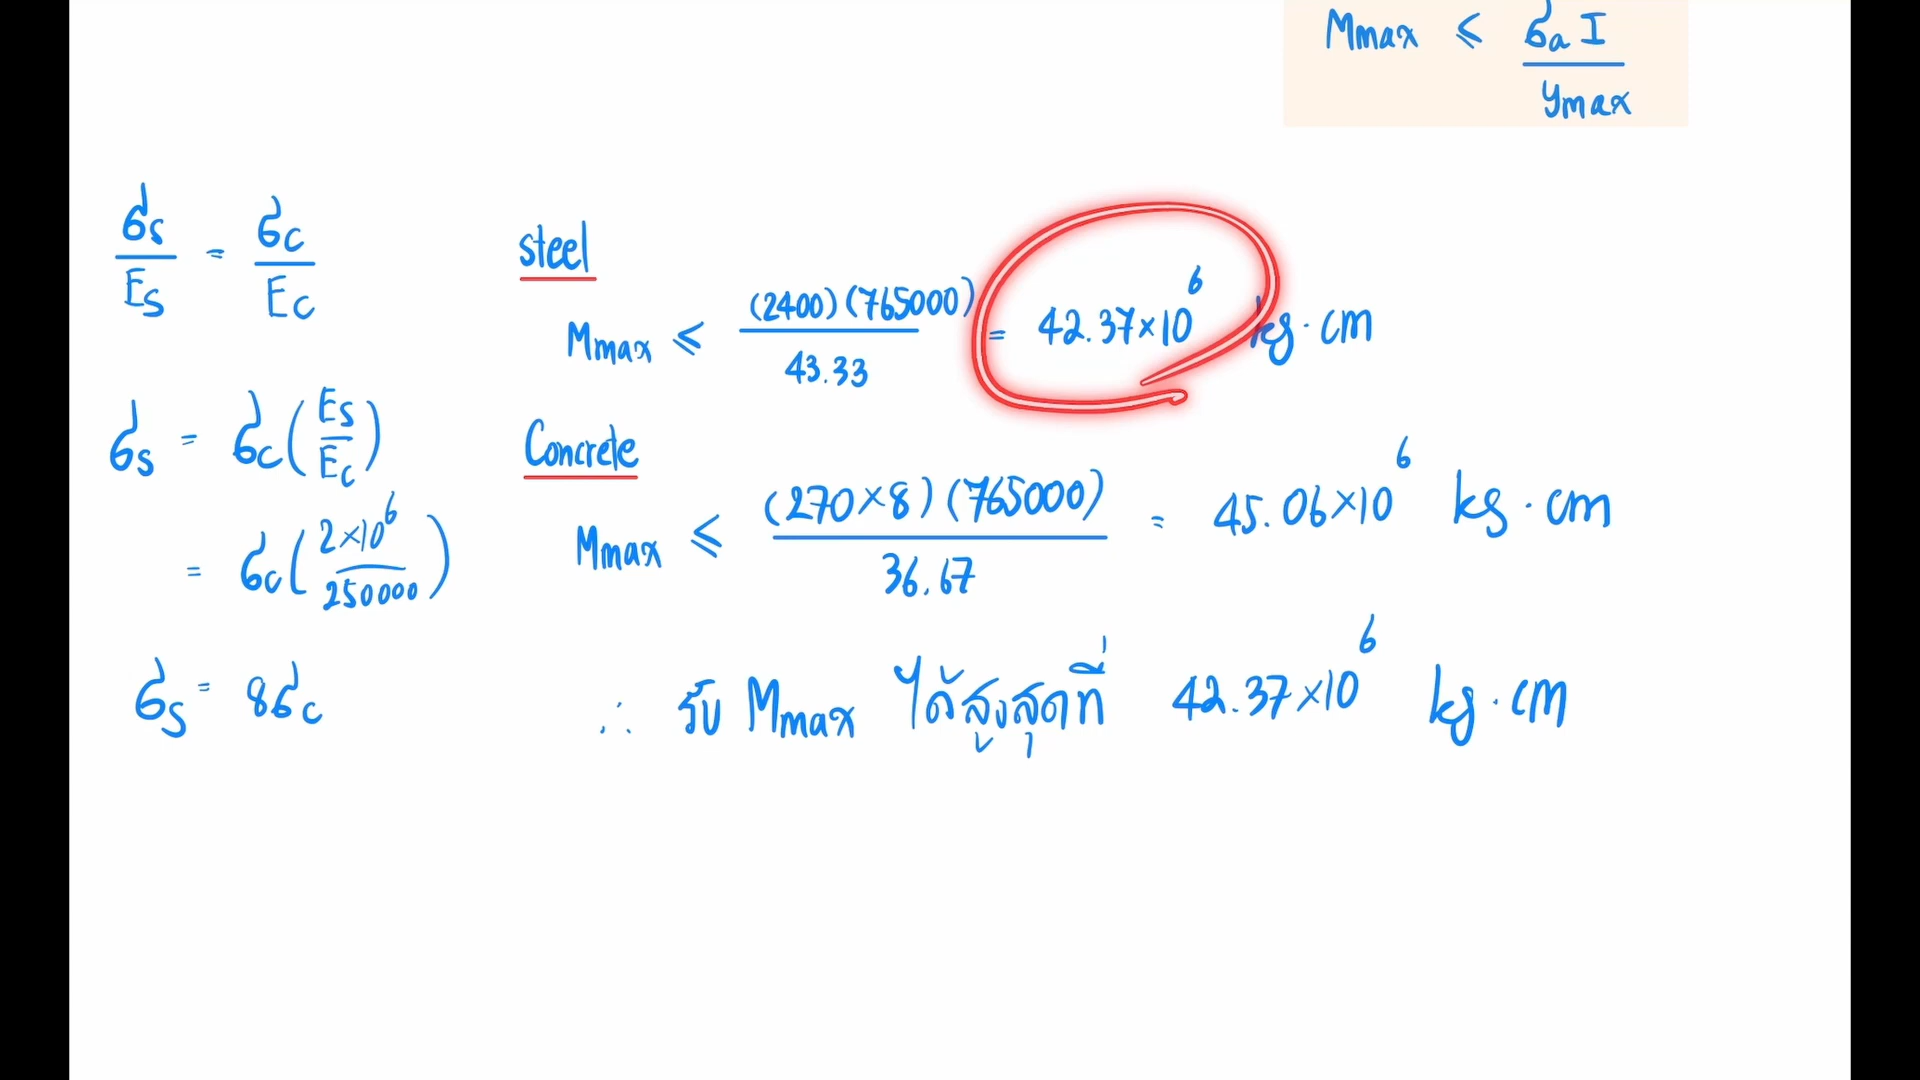 Mmax ≤ σa I / ymax
σs / Es = σc / Ec
σs = σc (Es / Ec)
= σc (2×10^6 / 250000)
σs = 8σc
steel
Mmax ≤ (2400)(765000) / 43.33 = 42.37×10^6 kg·cm
Concrete
Mmax ≤ (270×8)(765000) / 36.67 = 45.06×10^6 kg·cm
∴ รับ Mmax ได้สูงสุดที่ 42.37×10^6 kg·cm